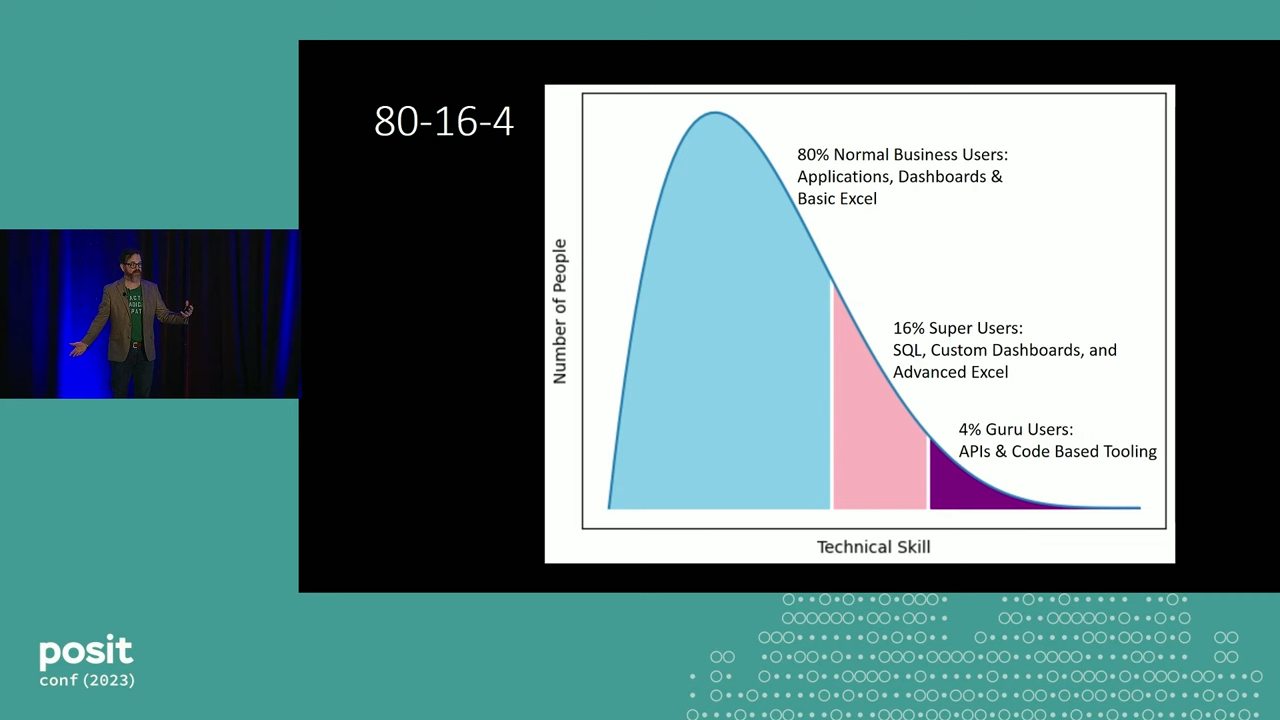 80-16-4
80% Normal Business Users:
Applications, Dashboards &
Basic Excel
16% Super Users:
SQL, Custom Dashboards, and
Advanced Excel
4% Guru Users:
APIs & Code Based Tooling
Number of People
Technical Skill
posit
conf(2023)